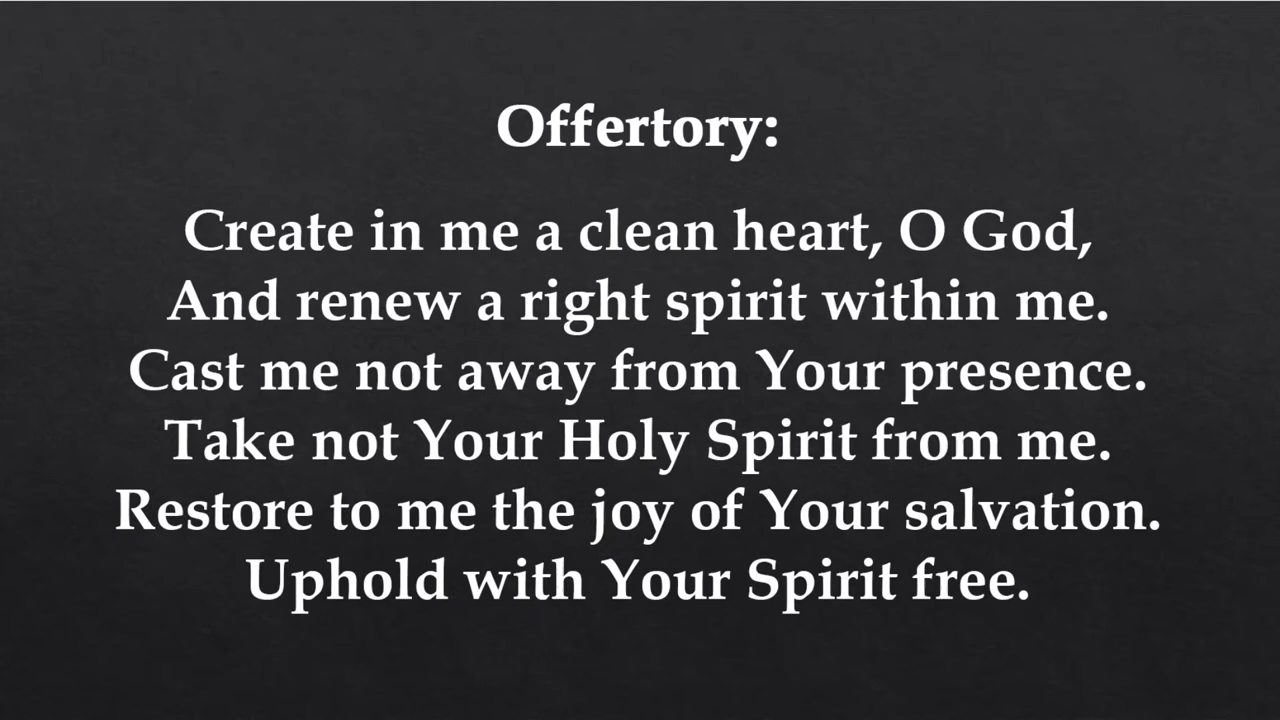 Offertory:
Create in me a clean heart, O God,
And renew a right spirit within me.
Cast me not away from Your presence.
Take not Your Holy Spirit from me.
Restore to me the joy of Your salvation.
Uphold with Your Spirit free.